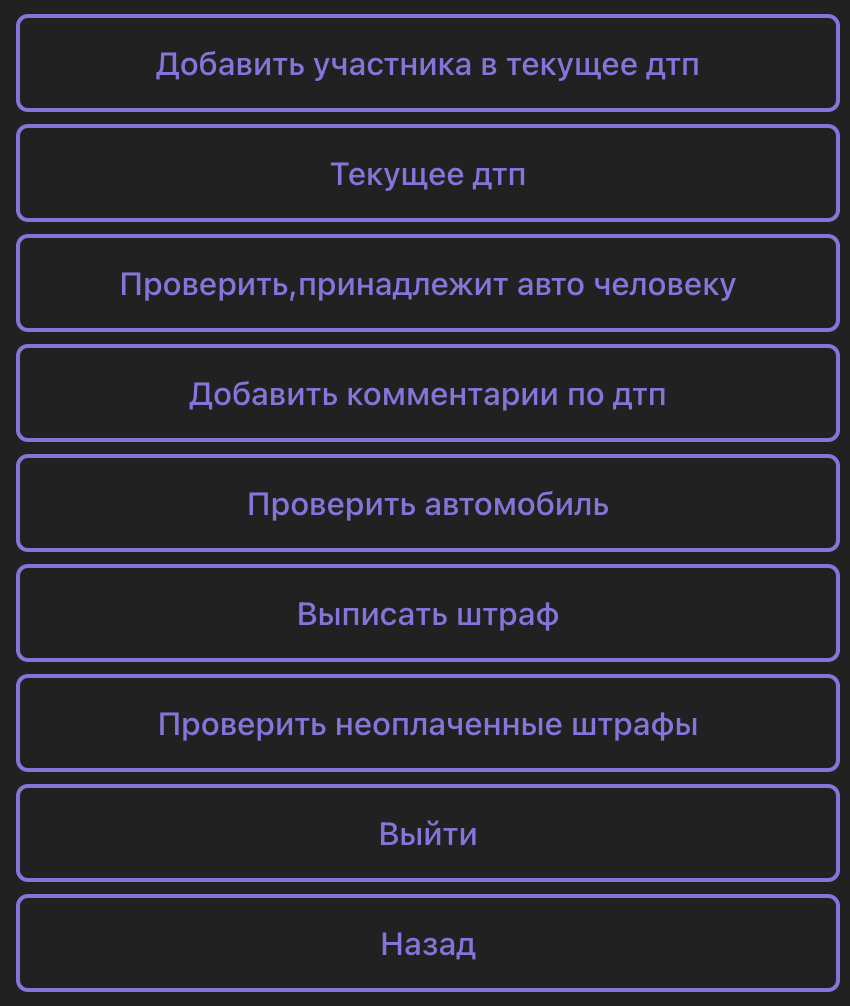 Добавить участника в текущее дтп
Текущее дтп
Проверить,принадлежит авто человеку
Добавить комментарии по дтп
Проверить автомобиль
Выписать штраф
Проверить неоплаченные штрафы
Выйти
Назад